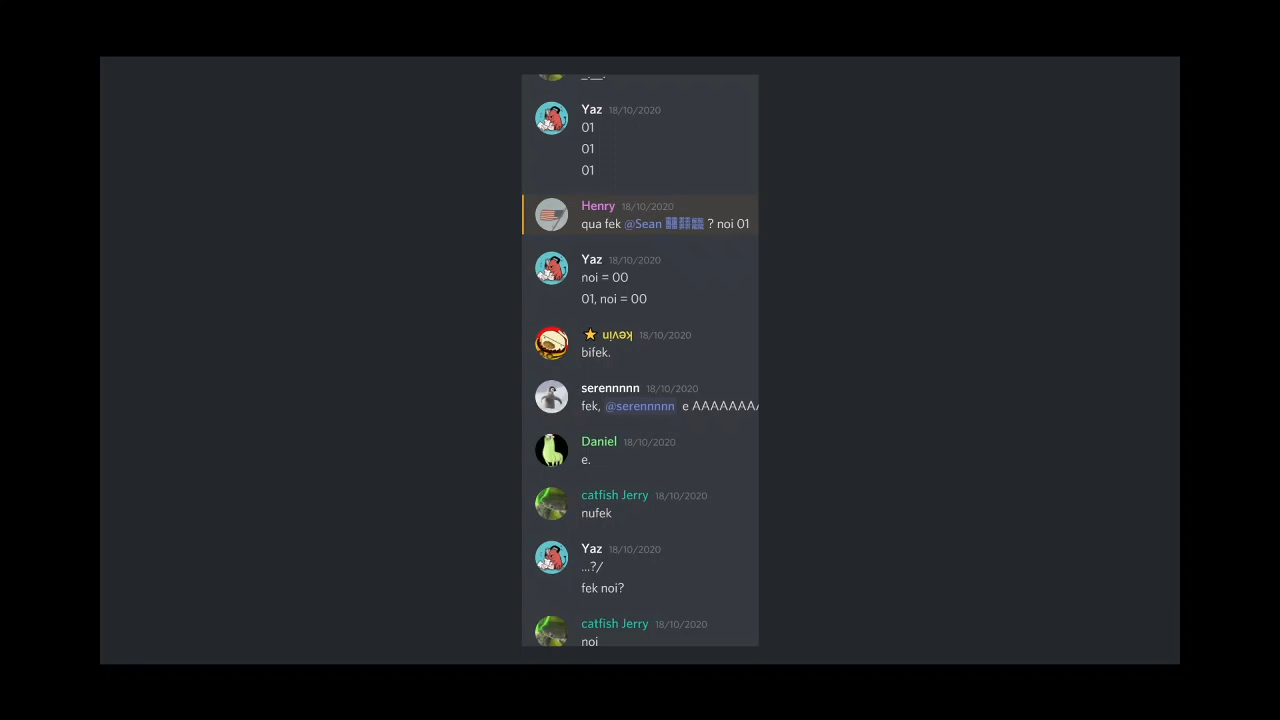 Yaz 18/10/2020
01
01
01
Henry 18/10/2020
qua fek @Sean ? noi 01
Yaz 18/10/2020
noi = 00
01, noi = 00
⭐ uıʌǝʞ 18/10/2020
bifek.
serennnnn 18/10/2020
fek, @serennnnn e AAAAAAA
Daniel 18/10/2020
e.
catfish Jerry 18/10/2020
nufek
Yaz 18/10/2020
...?/
fek noi?
catfish Jerry 18/10/2020
noi